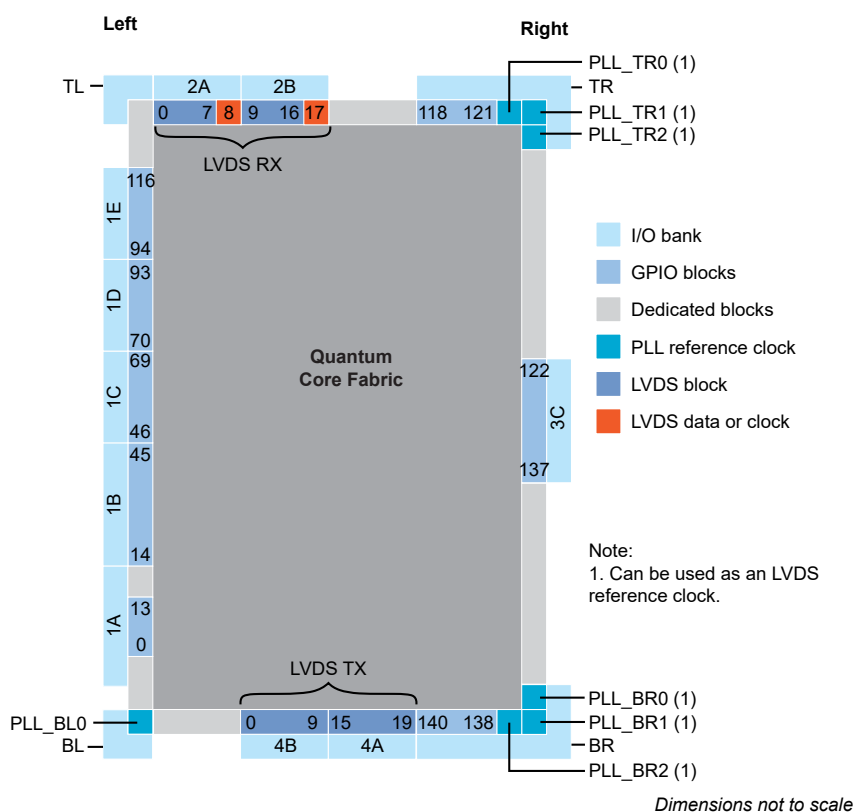 Left
Right
PLL_TR0 (1)
TL
2A
2B
TR
0 7 8 9 16 17
118 121
PLL_TR1 (1)
PLL_TR2 (1)
LVDS RX
116
1E
94
93
1D
70
69
1C
46
45
1B
14
13
1A
0
Quantum
Core Fabric
122
3C
137
I/O bank
GPIO blocks
Dedicated blocks
PLL reference clock
LVDS block
LVDS data or clock
Note:
1. Can be used as an LVDS
reference clock.
LVDS TX
PLL_BR0 (1)
PLL_BL0
0 9 15 19 140 138
PLL_BR1 (1)
BL
4B
4A
BR
PLL_BR2 (1)
Dimensions not to scale